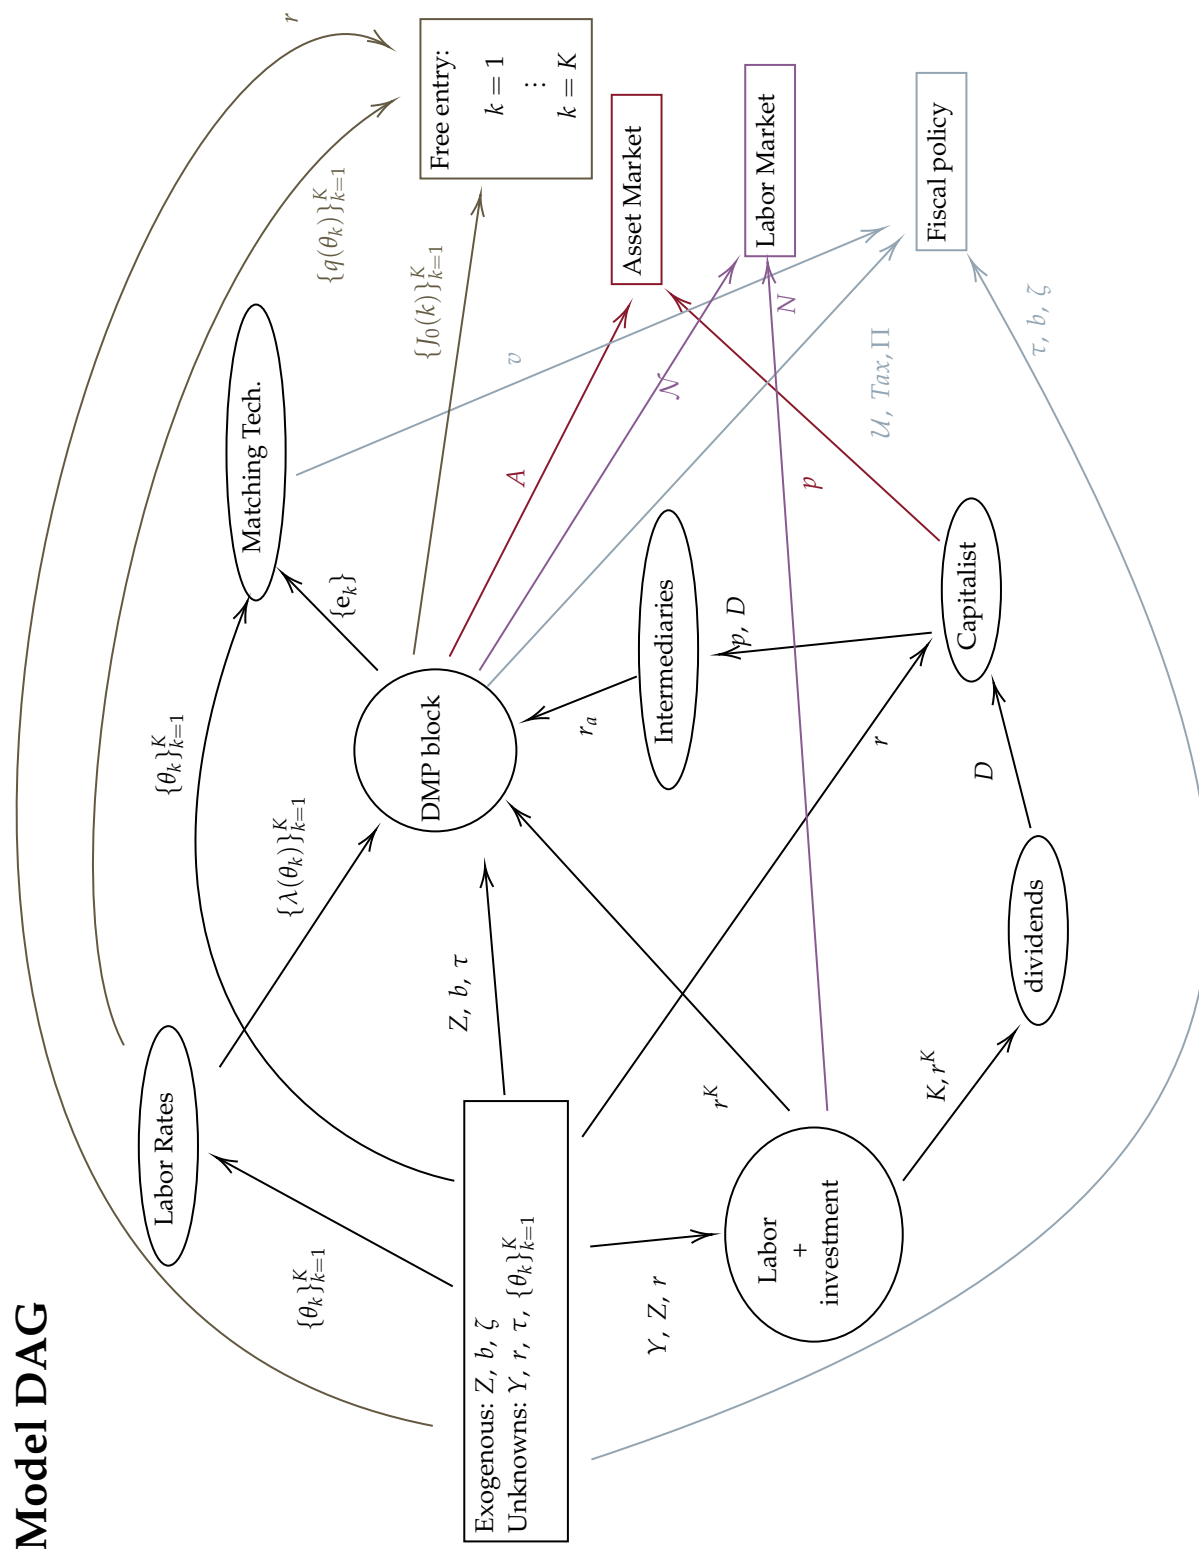 Model DAG
Exogenous: Z, b, ζ
Unknowns: Y, r, τ, {θ_k}_{k=1}^K
Labor Rates
Labor
+
investment
dividends
DMP block
Intermediaries
Capitalist
Matching Tech.
Free entry:
k = 1
⋮
k = K
Asset Market
Labor Market
Fiscal policy
{θ_k}_{k=1}^K
Y, Z, r
r^K
K, r^K
Z, b, τ
{λ(θ_k)}_{k=1}^K
{θ_k}_{k=1}^K
r
D
r_a
p, D
{e_k}
A
p
𝒩
N
v
𝒰, Tax, Π
{J_0(k)}_{k=1}^K
{q(θ_k)}_{k=1}^K
τ, b, ζ
r